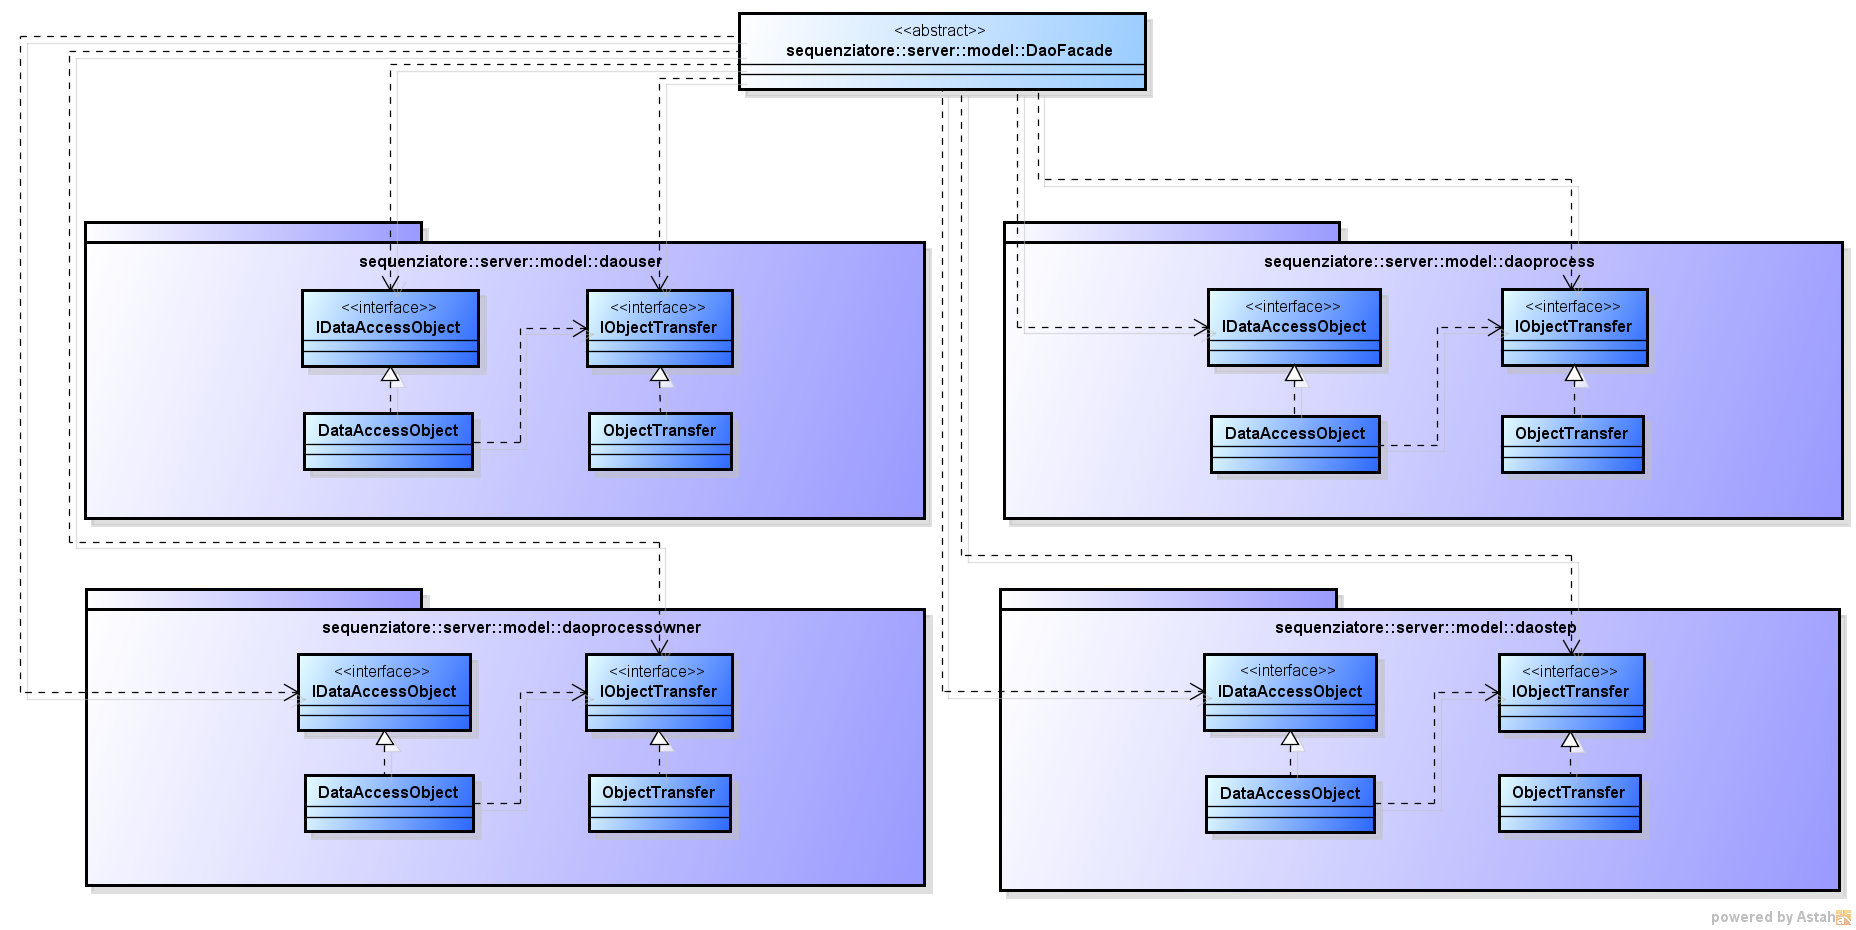 <<abstract>>
sequenziatore::server::model::DaoFacade
sequenziatore::server::model::daouser
<<interface>>
IDataAccessObject
<<interface>>
IObjectTransfer
DataAccessObject
ObjectTransfer
sequenziatore::server::model::daoprocess
<<interface>>
IDataAccessObject
<<interface>>
IObjectTransfer
DataAccessObject
ObjectTransfer
sequenziatore::server::model::daoprocessowner
<<interface>>
IDataAccessObject
<<interface>>
IObjectTransfer
DataAccessObject
ObjectTransfer
sequenziatore::server::model::daostep
<<interface>>
IDataAccessObject
<<interface>>
IObjectTransfer
DataAccessObject
ObjectTransfer
powered by Astah